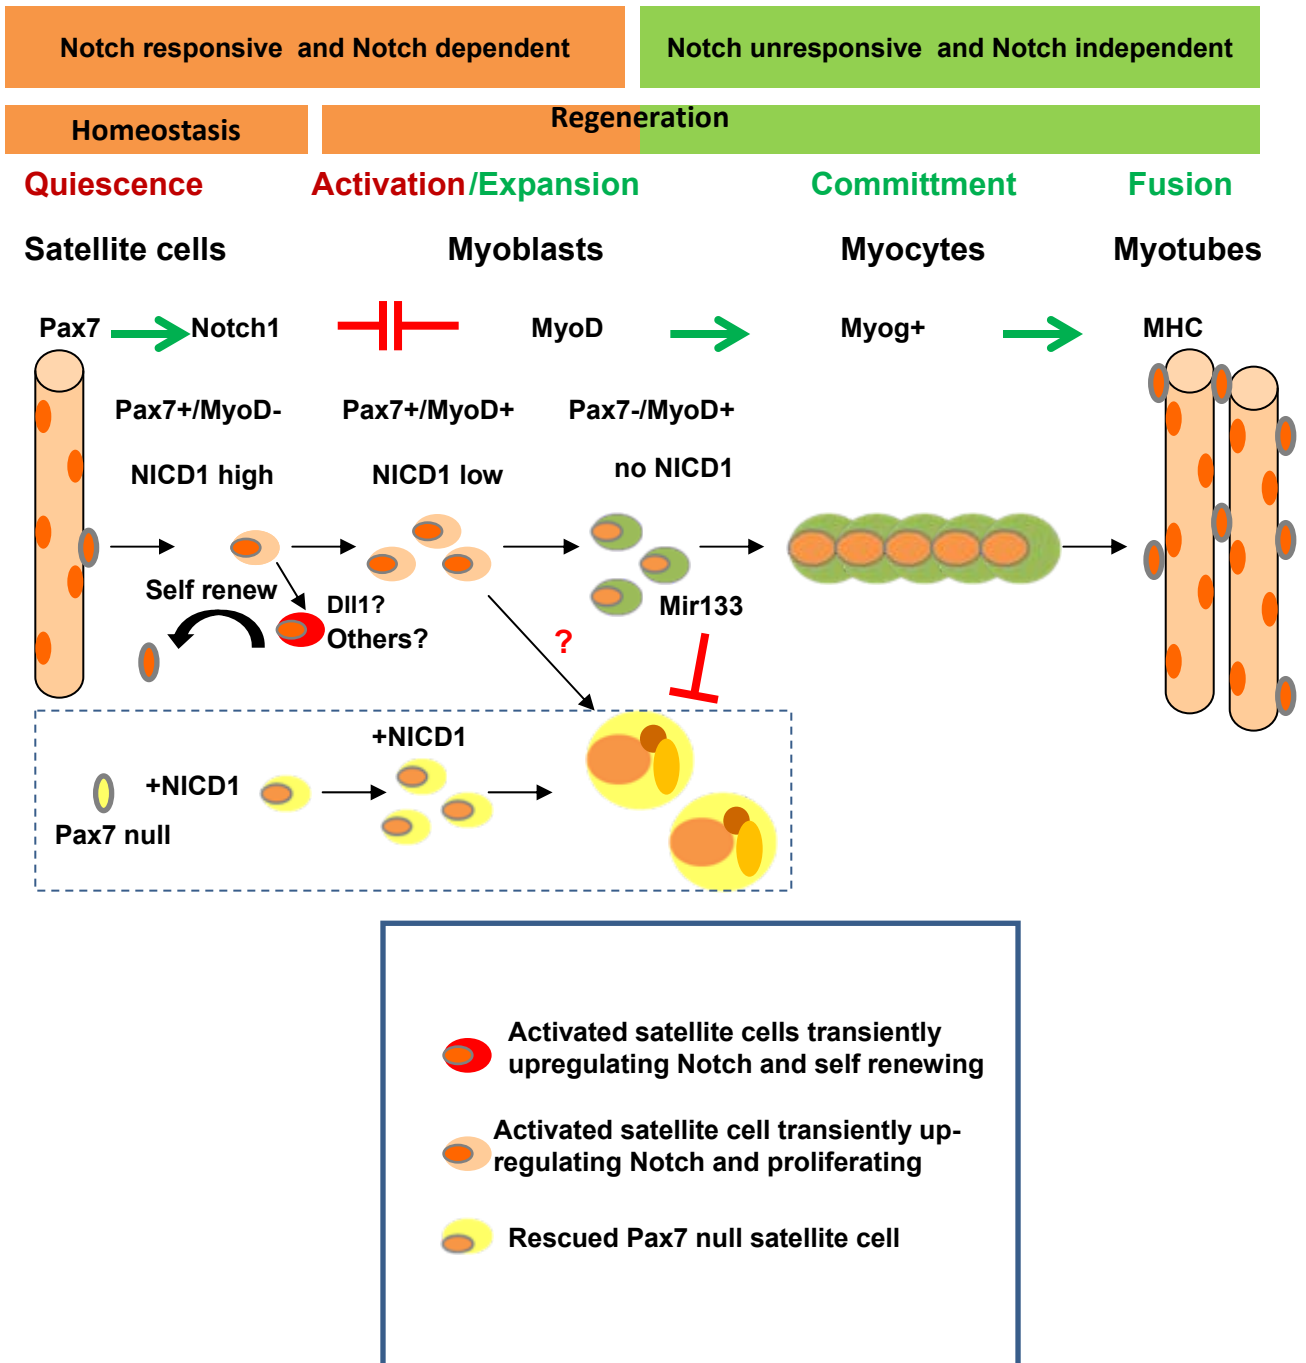 Notch responsive and Notch dependent
Notch unresponsive and Notch independent
Homeostasis
Regeneration
Quiescence
Activation/Expansion
Committment
Fusion
Satellite cells
Myoblasts
Myocytes
Myotubes
Pax7
Notch1
MyoD
Myog+
MHC
Pax7+/MyoD-
Pax7+/MyoD+
Pax7-/MyoD+
NICD1 high
NICD1 low
no NICD1
Self renew
Dll1?
Others?
?
Mir133
+NICD1
+NICD1
Pax7 null
Activated satellite cells transiently
upregulating Notch and self renewing
Activated satellite cell transiently up-
regulating Notch and proliferating
Rescued Pax7 null satellite cell